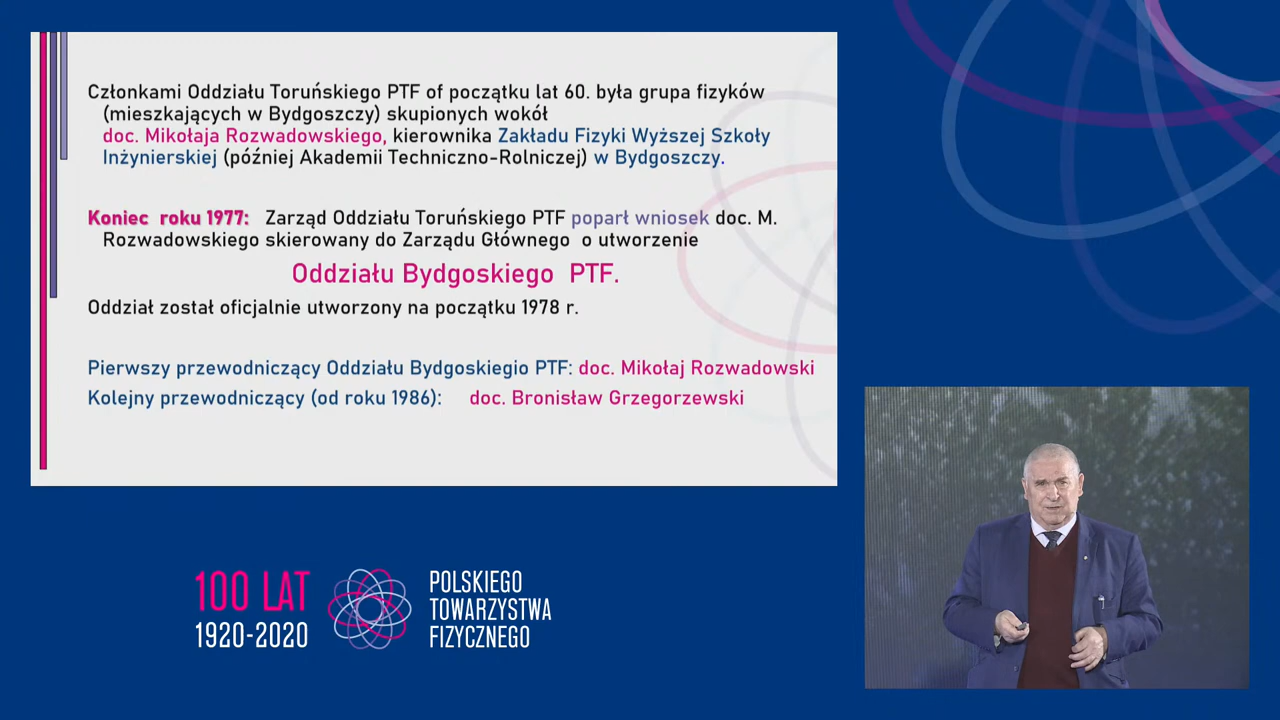 Członkami Oddziału Toruńskiego PTF of początku lat 60. była grupa fizyków
(mieszkających w Bydgoszczy) skupionych wokół
doc. Mikołaja Rozwadowskiego, kierownika Zakładu Fizyki Wyższej Szkoły
Inżynierskiej (później Akademii Techniczno-Rolniczej) w Bydgoszczy.
Koniec roku 1977: Zarząd Oddziału Toruńskiego PTF poparł wniosek doc. M.
Rozwadowskiego skierowany do Zarządu Głównego o utworzenie
Oddziału Bydgoskiego PTF.
Oddział został oficjalnie utworzony na początku 1978 r.
Pierwszy przewodniczący Oddziału Bydgoskiegio PTF: doc. Mikołaj Rozwadowski
Kolejny przewodniczący (od roku 1986): doc. Bronisław Grzegorzewski
100 LAT
1920-2020
POLSKIEGO
TOWARZYSTWA
FIZYCZNEGO